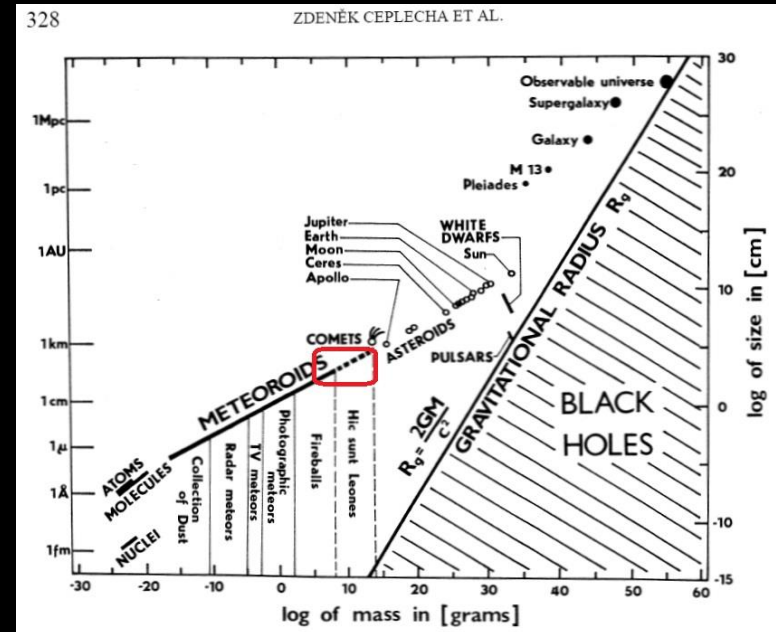 328
ZDENĚK CEPLECHA ET AL.
30
Observable universe
Supergalaxy
1Mpc
Galaxy
20
M 13
1pc
Pleiades
Jupiter
WHITE
Earth
DWARFS
1AU
Moon
Sun
Ceres
10
Apollo
1km
COMETS
ASTEROIDS
PULSARS
METEOROIDS
GRAVITATIONAL RADIUS Rg
log of size in [cm]
1cm
0
BLACK
HOLES
Rg = 2GM
c²
1μ
ATOMS
MOLECULES
1Å
Collection
of Dust
Radar meteors
TV meteors
Photographic
meteors
Fireballs
Hic sunt Leones
-10
1fm
NUCLEI
-15
-30 -20 -10 0 10 20 30 40 50 60
log of mass in [grams]